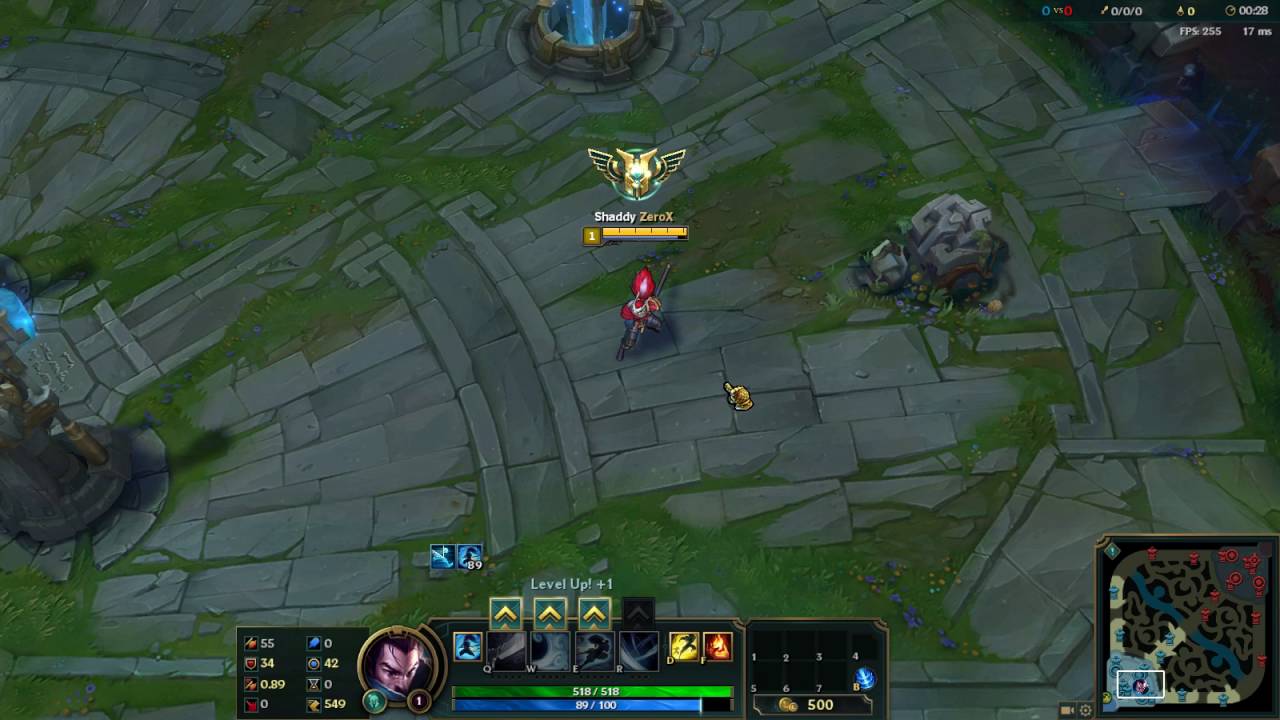 0 vs 0 0/0/0 0 00:28
FPS: 255 17 ms
Shaddy ZeroX
1
89
Level Up! +1
55 0
34 42
0.89 0
0 549
1
Q W E R D F
518 / 518
89 / 100
1 2 3 4
5 6 7 B
500